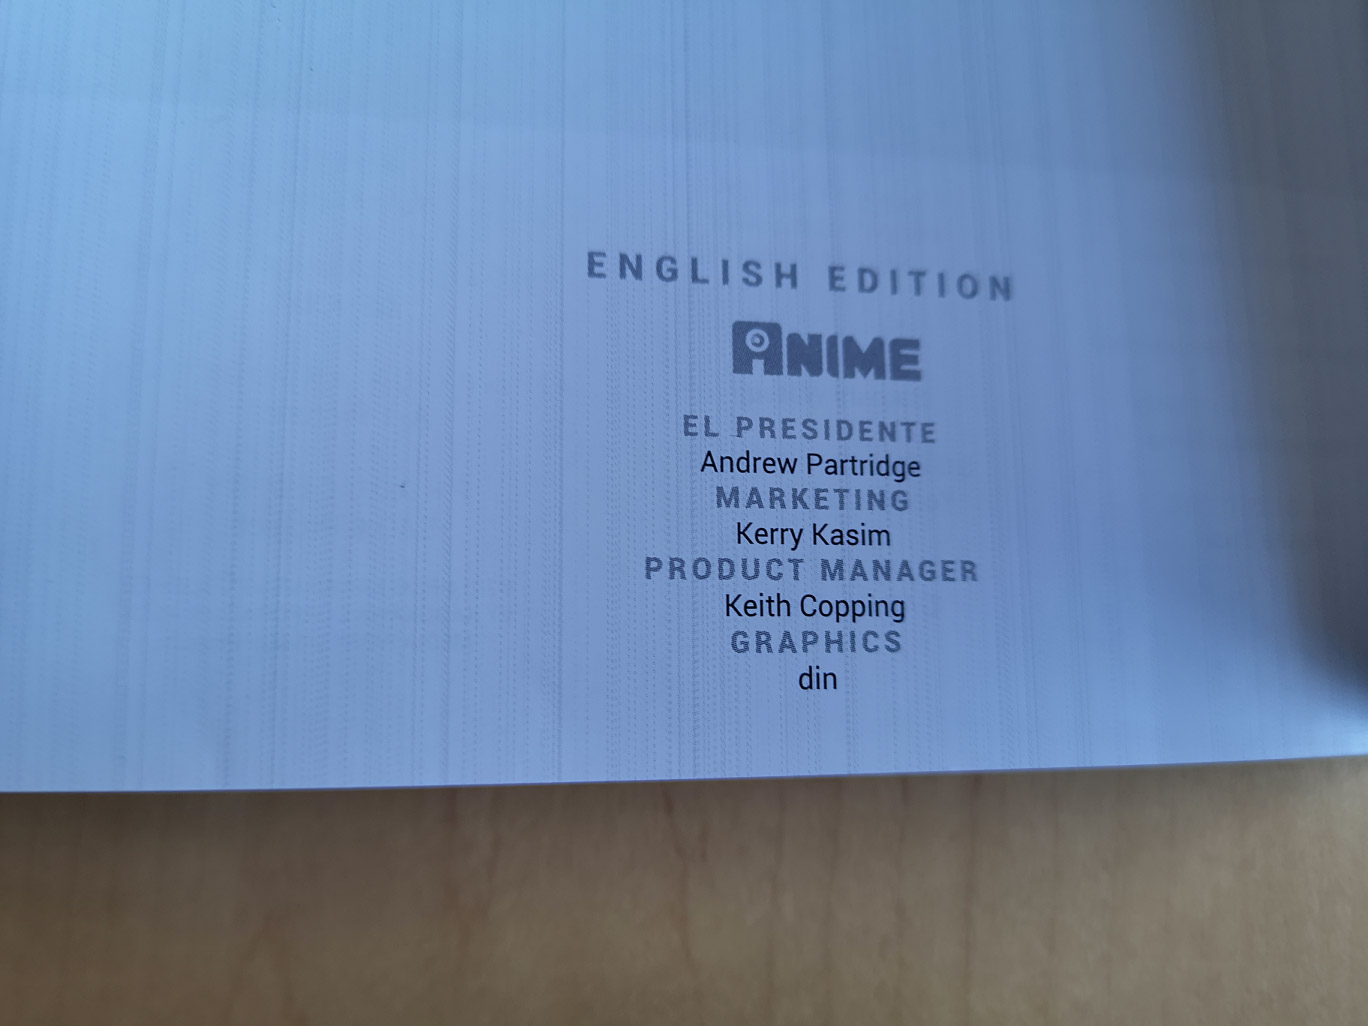 ENGLISH EDITION
ANIME
EL PRESIDENTE
Andrew Partridge
MARKETING
Kerry Kasim
PRODUCT MANAGER
Keith Copping
GRAPHICS
din